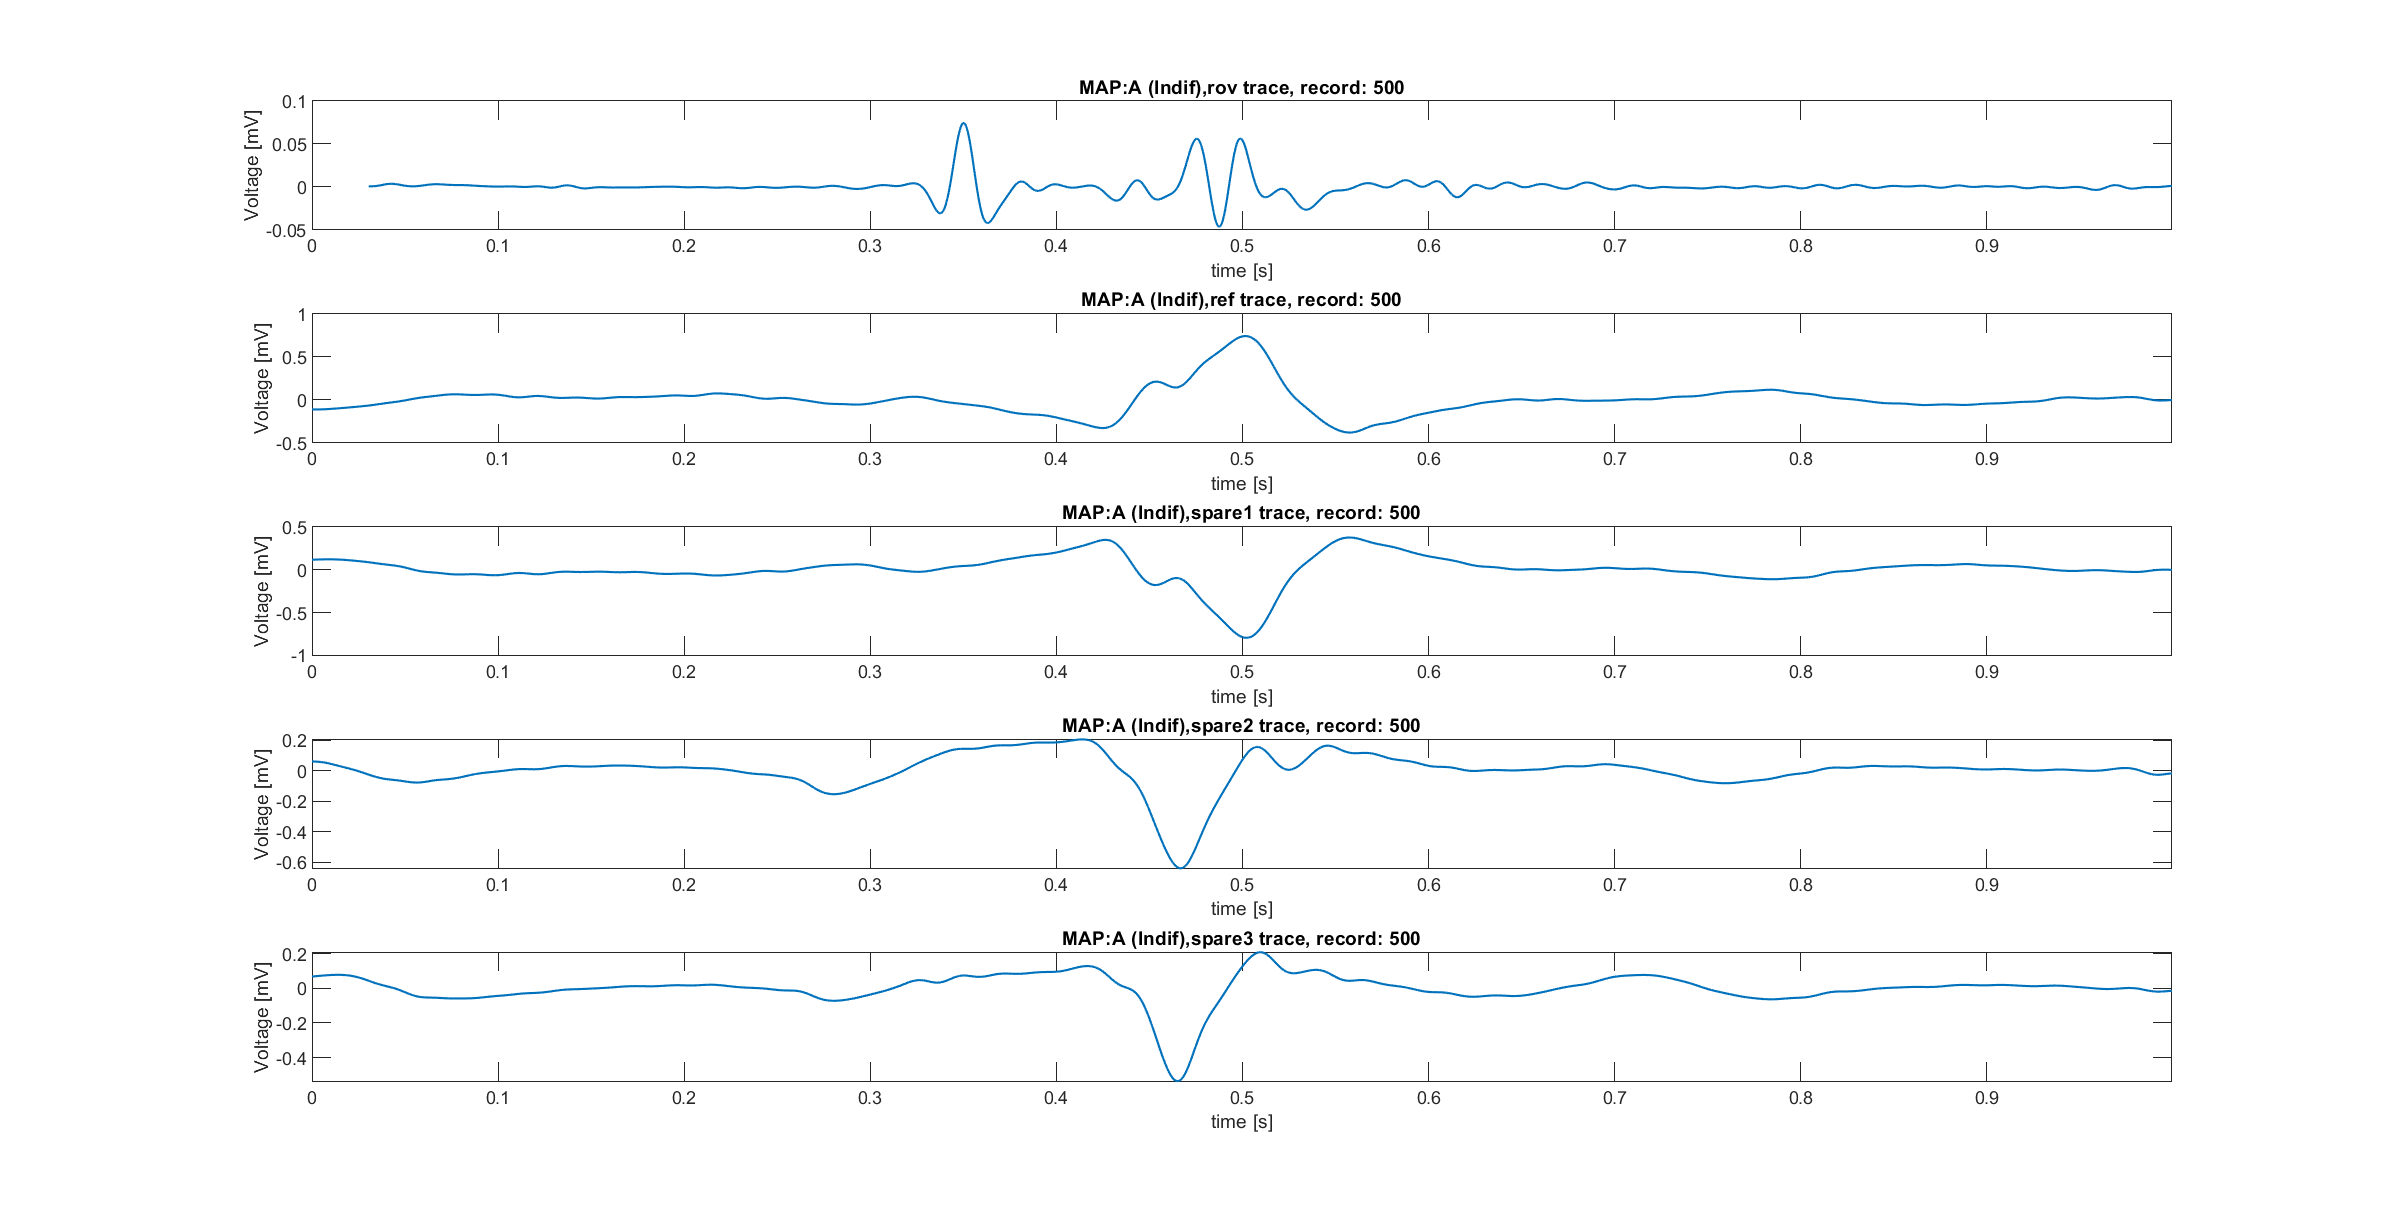 MAP:A (Indif),rov trace, record: 500
Voltage [mV]
0.1
0.05
0
-0.05
0 0.1 0.2 0.3 0.4 0.5 0.6 0.7 0.8 0.9
time [s]
MAP:A (Indif),ref trace, record: 500
Voltage [mV]
1
0.5
0
-0.5
0 0.1 0.2 0.3 0.4 0.5 0.6 0.7 0.8 0.9
time [s]
MAP:A (Indif),spare1 trace, record: 500
Voltage [mV]
0.5
0
-0.5
-1
0 0.1 0.2 0.3 0.4 0.5 0.6 0.7 0.8 0.9
time [s]
MAP:A (Indif),spare2 trace, record: 500
Voltage [mV]
0.2
0
-0.2
-0.4
-0.6
0 0.1 0.2 0.3 0.4 0.5 0.6 0.7 0.8 0.9
time [s]
MAP:A (Indif),spare3 trace, record: 500
Voltage [mV]
0.2
0
-0.2
-0.4
0 0.1 0.2 0.3 0.4 0.5 0.6 0.7 0.8 0.9
time [s]